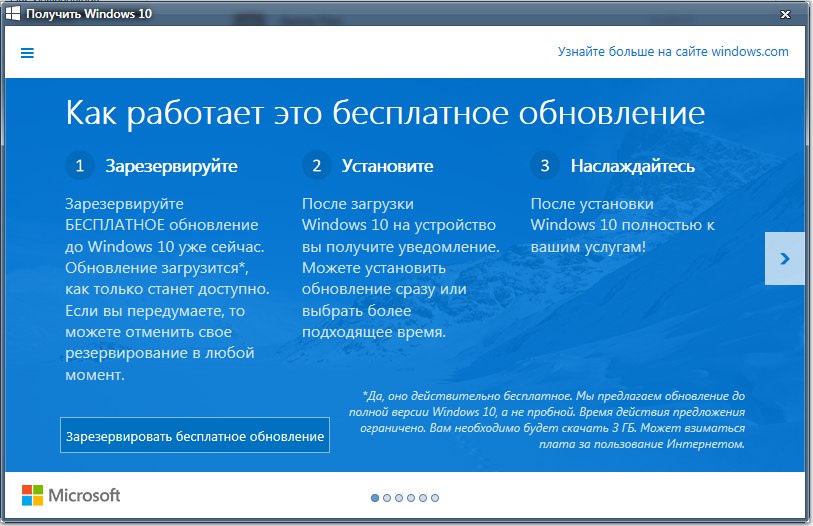 Получить Windows 10
Узнайте больше на сайте windows.com
Как работает это бесплатное обновление
1 Зарезервируйте
Зарезервируйте
БЕСПЛАТНОЕ обновление
до Windows 10 уже сейчас.
Обновление загрузится*,
как только станет доступно.
Если вы передумаете, то
можете отменить свое
резервирование в любой
момент.
2 Установите
После загрузки
Windows 10 на устройство
вы получите уведомление.
Можете установить
обновление сразу или
выбрать более
подходящее время.
3 Наслаждайтесь
После установки
Windows 10 полностью к
вашим услугам!
*Да, оно действительно бесплатное. Мы предлагаем обновление до
полной версии Windows 10, а не пробной. Время действия предложения
ограничено. Вам необходимо будет скачать 3 ГБ. Может взиматься
плата за пользование Интернетом.
Зарезервировать бесплатное обновление
Microsoft